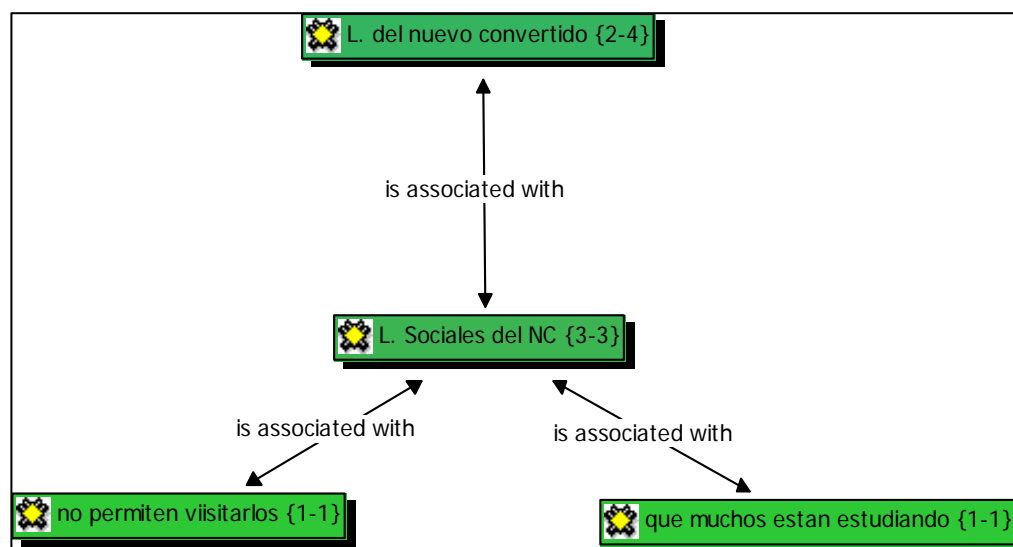 L. del nuevo convertido {2-4}
is associated with
L. Sociales del NC {3-3}
is associated with
is associated with
no permiten viisitarlos {1-1}
que muchos estan estudiando {1-1}